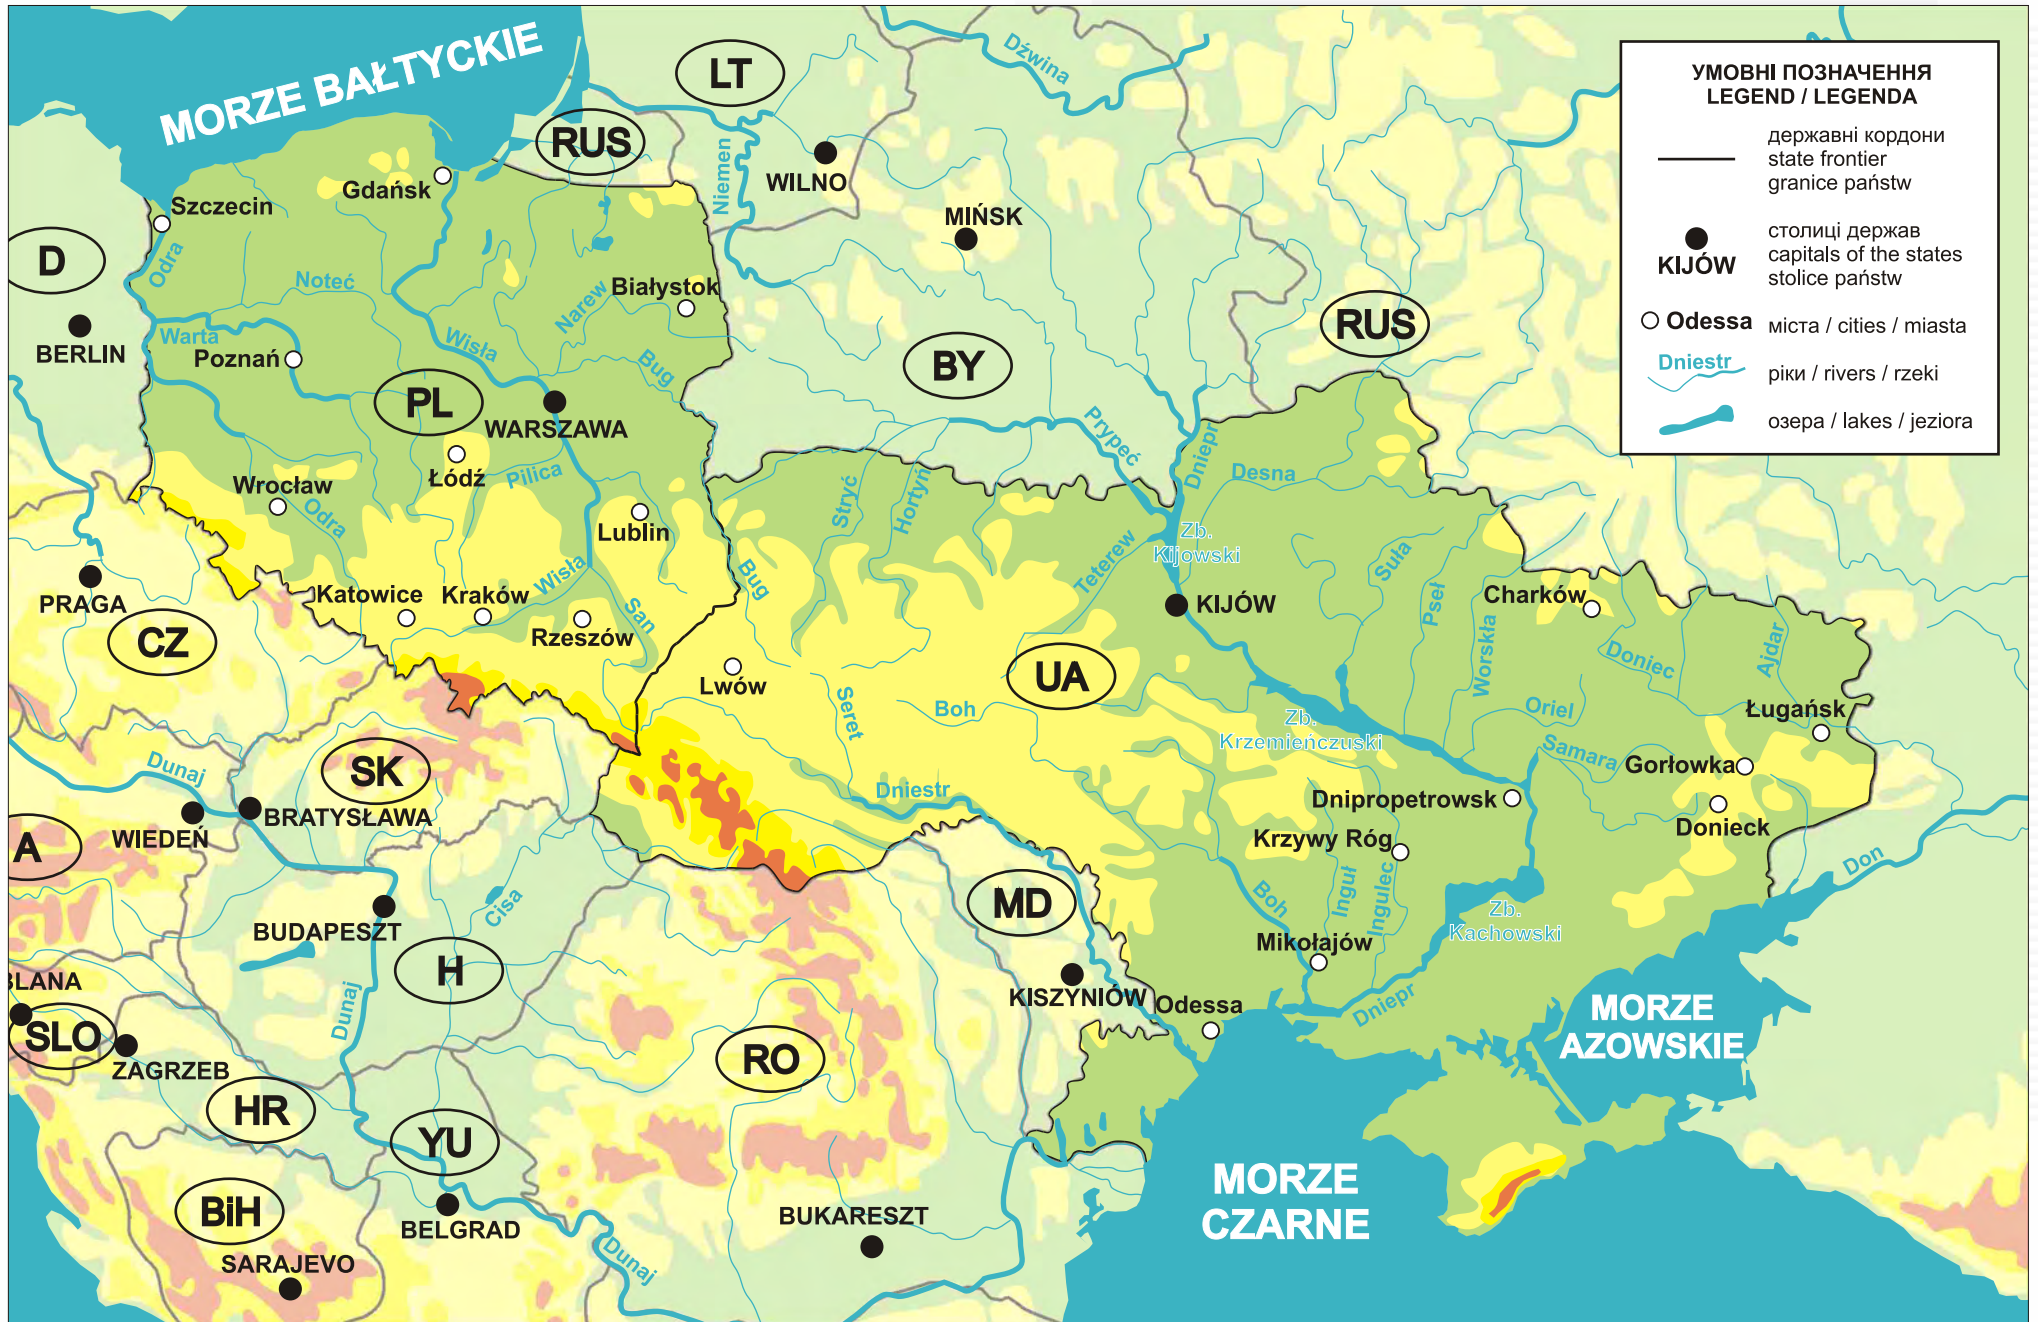 MORZE BAŁTYCKIE
LT
RUS
Dźwina
Niemen
WILNO
MIŃSK
Gdańsk
Szczecin
D
Odra
Noteć
Białystok
Narew
BERLIN
Warta
Poznań
Wisła
Bug
PL
WARSZAWA
BY
RUS
Prypeć
Dniepr
Desna
Łódź
Pilica
Wrocław
Odra
Lublin
Stryć
Hortyń
Zb.
Kijowski
Teterew
Suła
Pseł
PRAGA
CZ
Katowice
Kraków
Wisła
Rzeszów
San
Bug
KIJÓW
Charków
Worskła
Doniec
Ajdar
Lwów
UA
Seret
Boh
Zb.
Krzemieńczuski
Oriel
Samara
Ługańsk
Gorłowka
Donieck
Dnipropetrowsk
Krzywy Róg
Dunaj
SK
WIEDEŃ
BRATYSŁAWA
A
Dniestr
Cisa
BUDAPESZT
H
MD
Boh
Inguł
Ingulec
Zb.
Kachowski
Don
Mikołajów
KISZYNIÓW
Odessa
Dniepr
MORZE
AZOWSKIE
BLANA
SLO
ZAGRZEB
Dunaj
RO
HR
YU
BiH
BELGRAD
SARAJEVO
Dunaj
BUKARESZT
MORZE
CZARNE
УМОВНІ ПОЗНАЧЕННЯ
LEGEND / LEGENDA
державні кордони
state frontier
granice państw
столиці держав
capitals of the states
stolice państw
KIJÓW
Odessa
міста / cities / miasta
Dniestr
ріки / rivers / rzeki
озера / lakes / jeziora